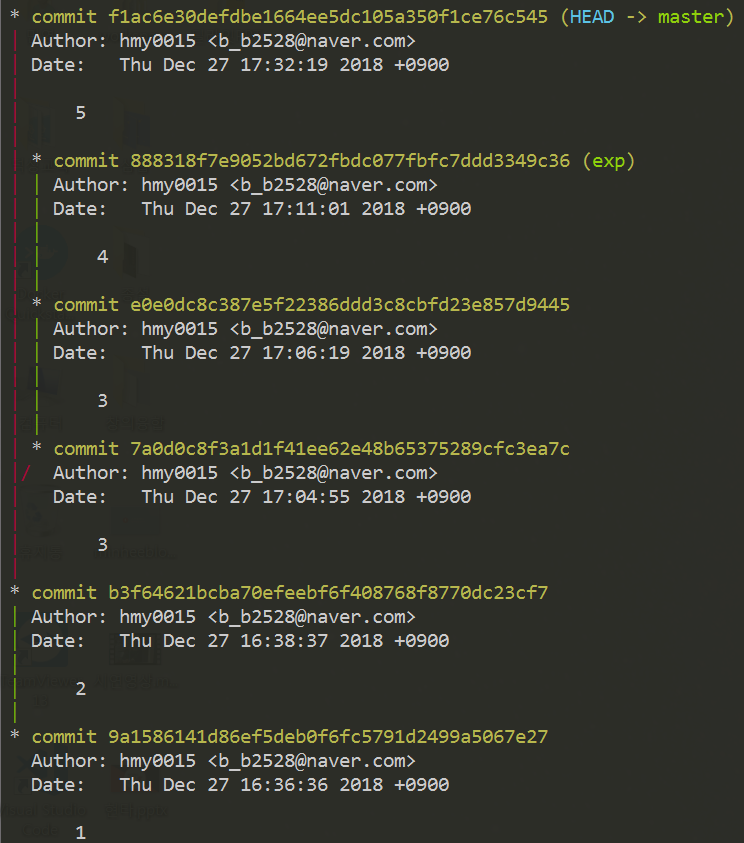 * commit f1ac6e30defdbe1664ee5dc105a350f1ce76c545 (HEAD -> master)
| Author: hmy0015 <b_b2528@naver.com>
| Date:   Thu Dec 27 17:32:19 2018 +0900
|
|     5
|
| * commit 888318f7e9052bd672fbdc077fbfc7ddd3349c36 (exp)
| | Author: hmy0015 <b_b2528@naver.com>
| | Date:   Thu Dec 27 17:11:01 2018 +0900
| |
| |     4
| |
| * commit e0e0dc8c387e5f22386ddd3c8cbfd23e857d9445
| | Author: hmy0015 <b_b2528@naver.com>
| | Date:   Thu Dec 27 17:06:19 2018 +0900
| |
| |     3
| |
| * commit 7a0d0c8f3a1d1f41ee62e48b65375289cfc3ea7c
|/  Author: hmy0015 <b_b2528@naver.com>
|   Date:   Thu Dec 27 17:04:55 2018 +0900
|
|       3
|
* commit b3f64621bcba70efeebf6f408768f8770dc23cf7
| Author: hmy0015 <b_b2528@naver.com>
| Date:   Thu Dec 27 16:38:37 2018 +0900
|
|     2
|
* commit 9a1586141d86ef5deb0f6fc5791d2499a5067e27
  Author: hmy0015 <b_b2528@naver.com>
  Date:   Thu Dec 27 16:36:36 2018 +0900

      1